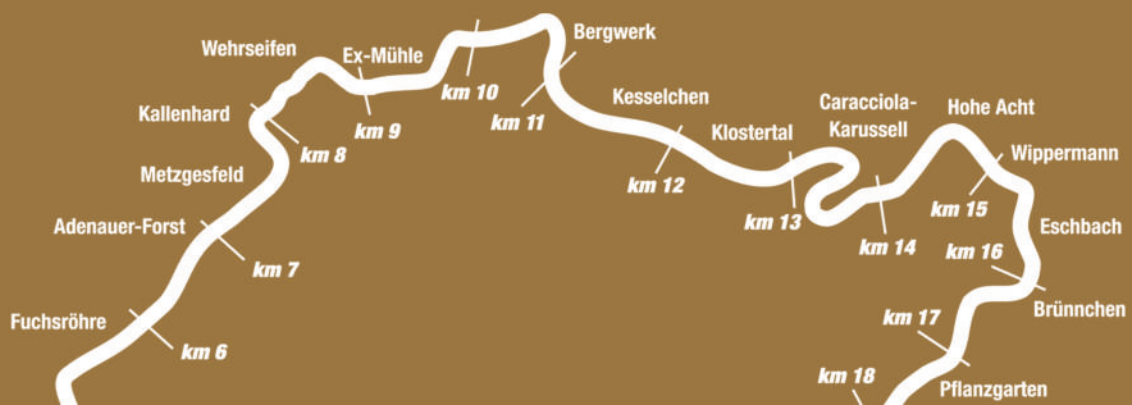 Fuchsröhre
km 6
Adenauer-Forst
km 7
Metzgesfeld
Kallenhard
km 8
Wehrseifen
Ex-Mühle
km 9
km 10
Bergwerk
km 11
Kesselchen
km 12
Klostertal
km 13
Caracciola-
Karussell
km 14
Hohe Acht
Wippermann
km 15
Eschbach
km 16
Brünnchen
km 17
Pflanzgarten
km 18